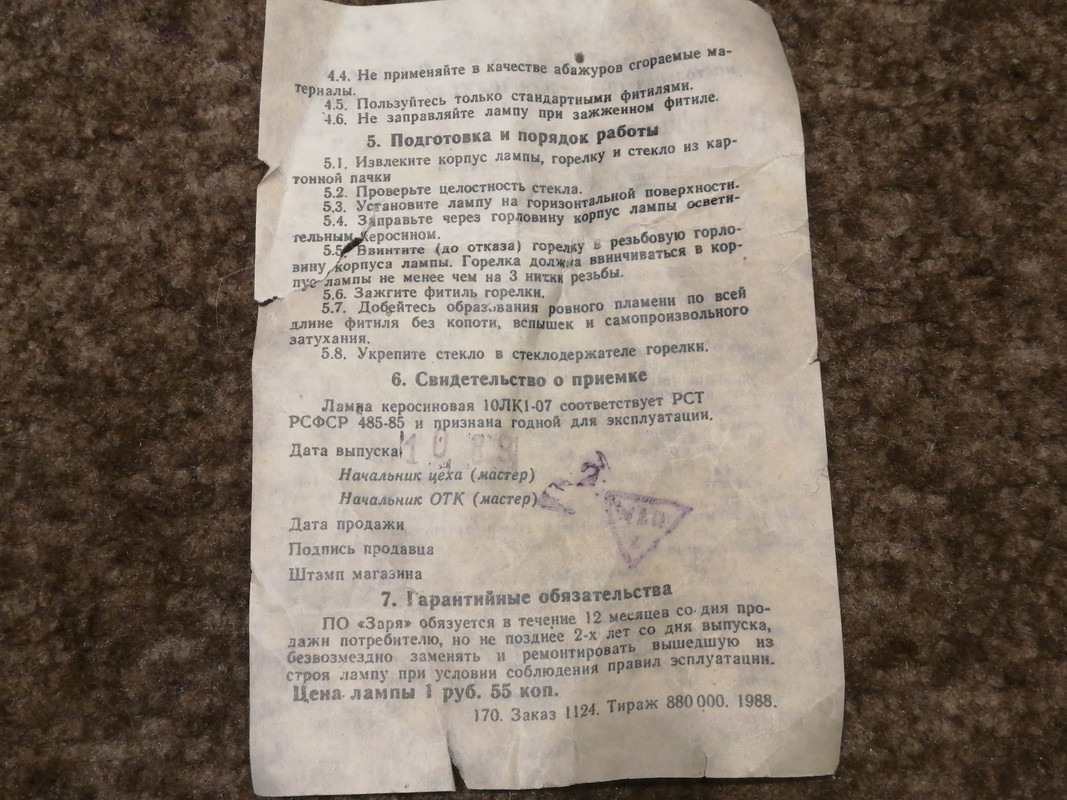 4.4. Не применяйте в качестве абажуров сгораемые ма-
териалы.
4.5. Пользуйтесь только стандартными фитилями.
4.6. Не заправляйте лампу при зажженном фитиле.
5. Подготовка и порядок работы
5.1. Извлеките корпус лампы, горелку и стекло из кар-
тонной пачки
5.2. Проверьте целостность стекла.
5.3. Установите лампу на горизонтальной поверхности.
5.4. Заправьте через горловину корпус лампы осветительным
тельным керосином.
5.5. Ввинтите (до отказа) горелку в резьбовую горло-
вину корпуса лампы. Горелка должна ввинчиваться в кор-
пус лампы не менее чем на 3 нитки резьбы.
5.6. Зажгите фитиль горелки.
5.7. Добейтесь образования ровного пламени по всей
длине фитиля без копоти, вспышек и самопроизвольного
затухания.
5.8. Укрепите стекло в стеклодержателе горелки.
6. Свидетельство о приемке
Лампа керосиновая 10ЛК1-07 соответствует РСТ
РСФСР 485-85 и признана годной для эксплуатации.
Дата выпуска
Начальник цеха (мастер)
Начальник ОТК (мастер)
Дата продажи
Подпись продавца
Штамп магазина
7. Гарантийные обязательства
ПО «Заря» обязуется в течение 12 месяцев со дня про-
дажи потребителю, но не позднее 2-х лет со дня выпуска,
безвозмездно заменять и ремонтировать вышедшую из
строя лампу при условии соблюдения правил эсплуатации.
Цена лампы 1 руб. 55 коп.
170. Заказ 1124. Тираж 880 000. 1988.